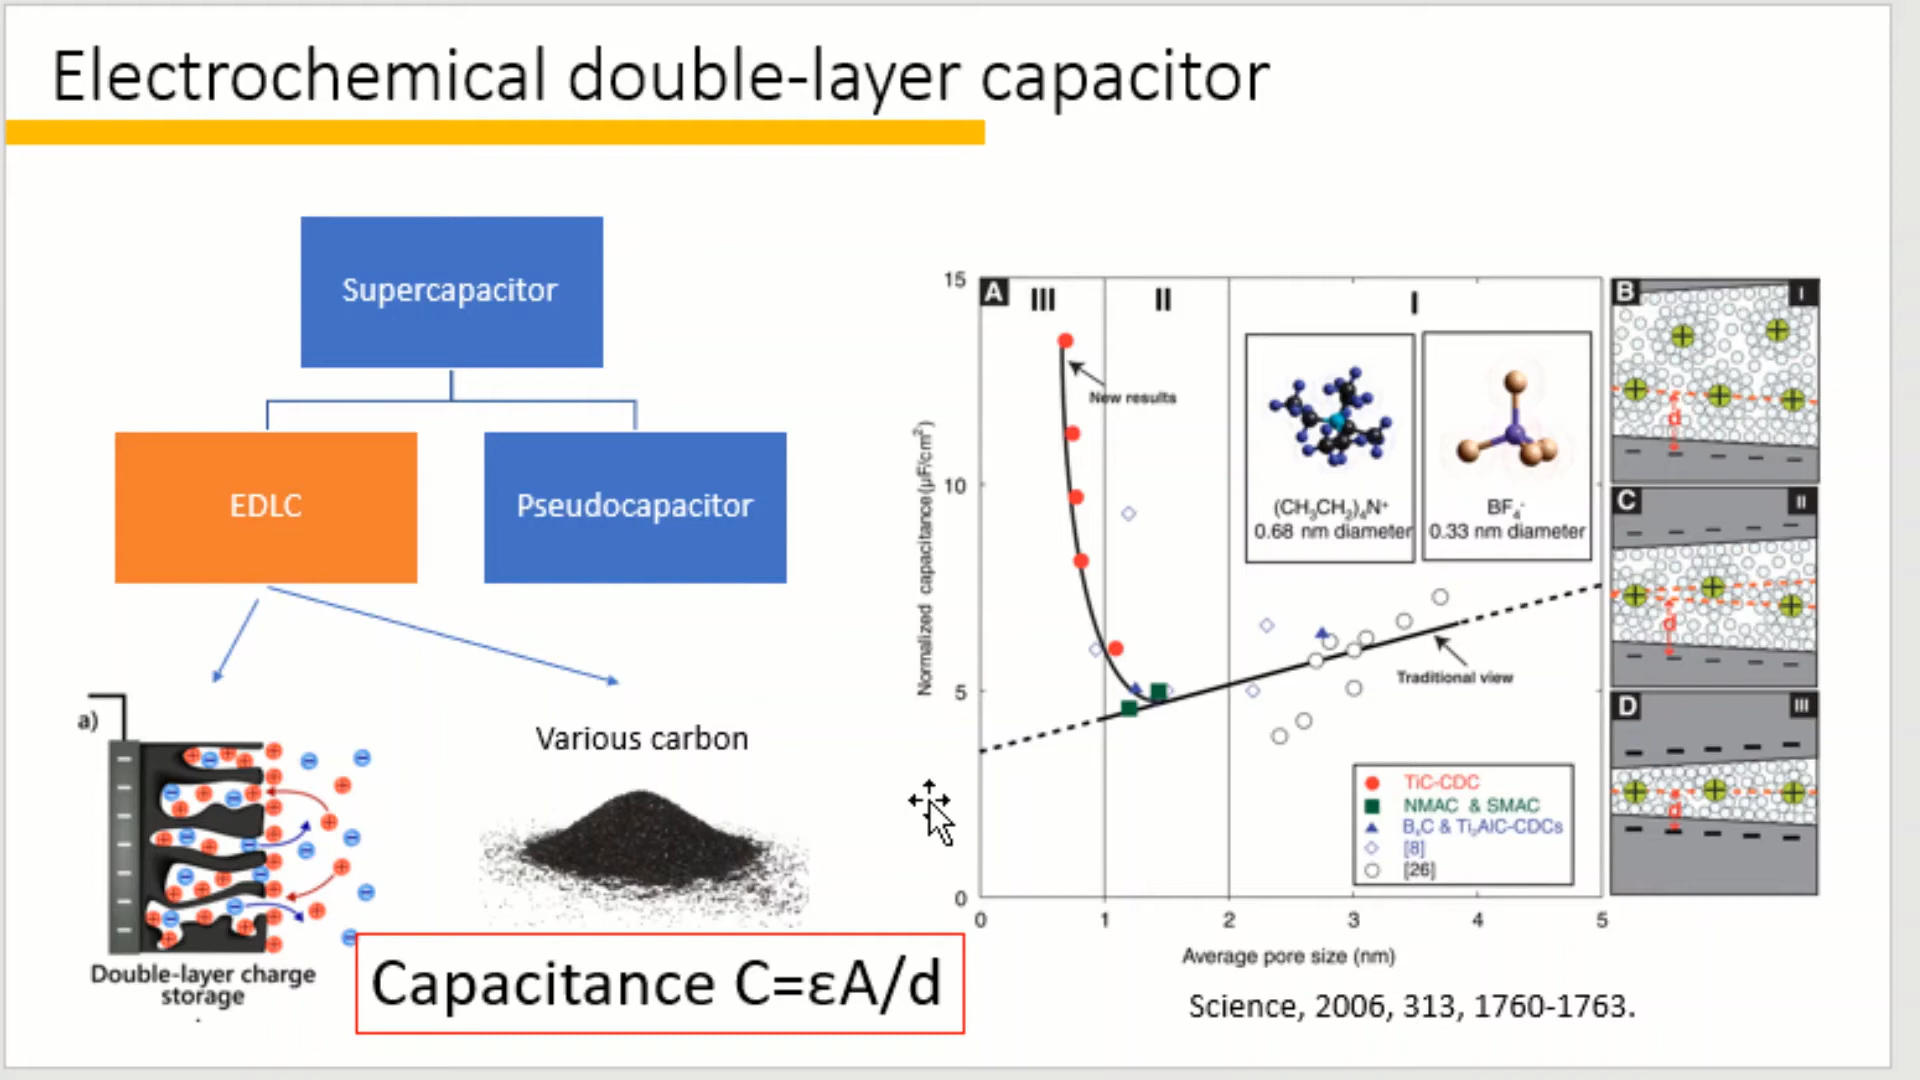 Electrochemical double-layer capacitor
Supercapacitor
EDLC
Pseudocapacitor
a)
Double-layer charge
storage
Various carbon
Capacitance C=εA/d
A
III
II
I
15
10
5
0
0
1
2
3
4
5
Normalized capacitance(μF/cm²)
Average pore size (nm)
New results
Traditional view
(CH₃CH₂)₄N⁺
0.68 nm diameter
BF₄⁻
0.33 nm diameter
TiC-CDC
NMAC & SMAC
B₄C & Ti₂AlC-CDCs
[8]
[26]
B
I
d
C
II
d
D
III
d
Science, 2006, 313, 1760-1763.